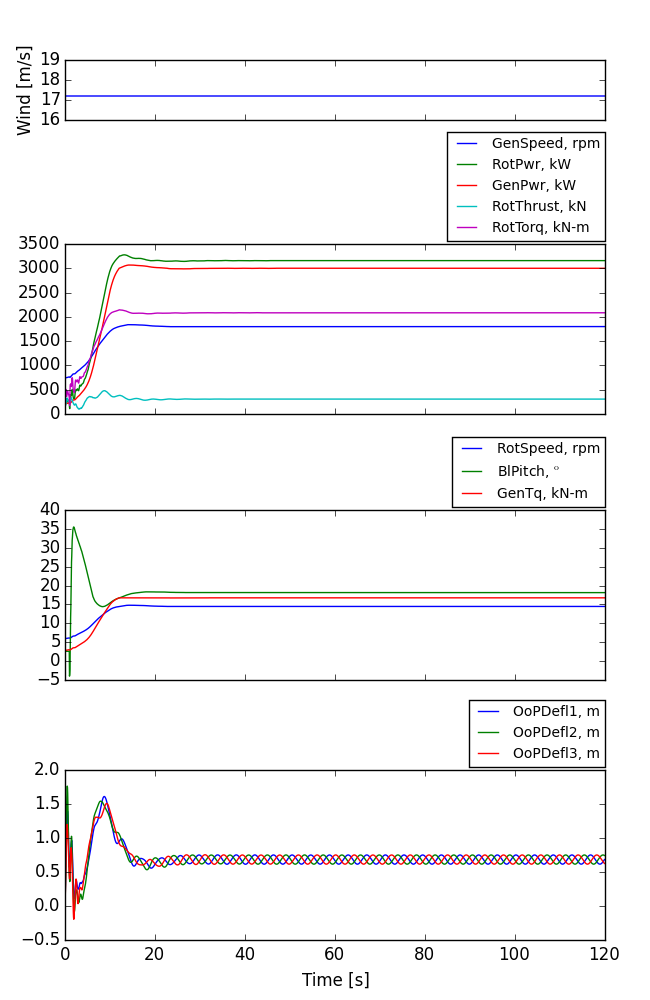 Wind [m/s]
19
18
17
16
GenSpeed, rpm
RotPwr, kW
GenPwr, kW
RotThrust, kN
RotTorq, kN-m
3500
3000
2500
2000
1500
1000
500
0
RotSpeed, rpm
BlPitch, °
GenTq, kN-m
40
35
30
25
20
15
10
5
0
−5
OoPDefl1, m
OoPDefl2, m
OoPDefl3, m
2.0
1.5
1.0
0.5
0.0
−0.5
0 20 40 60 80 100 120
Time [s]